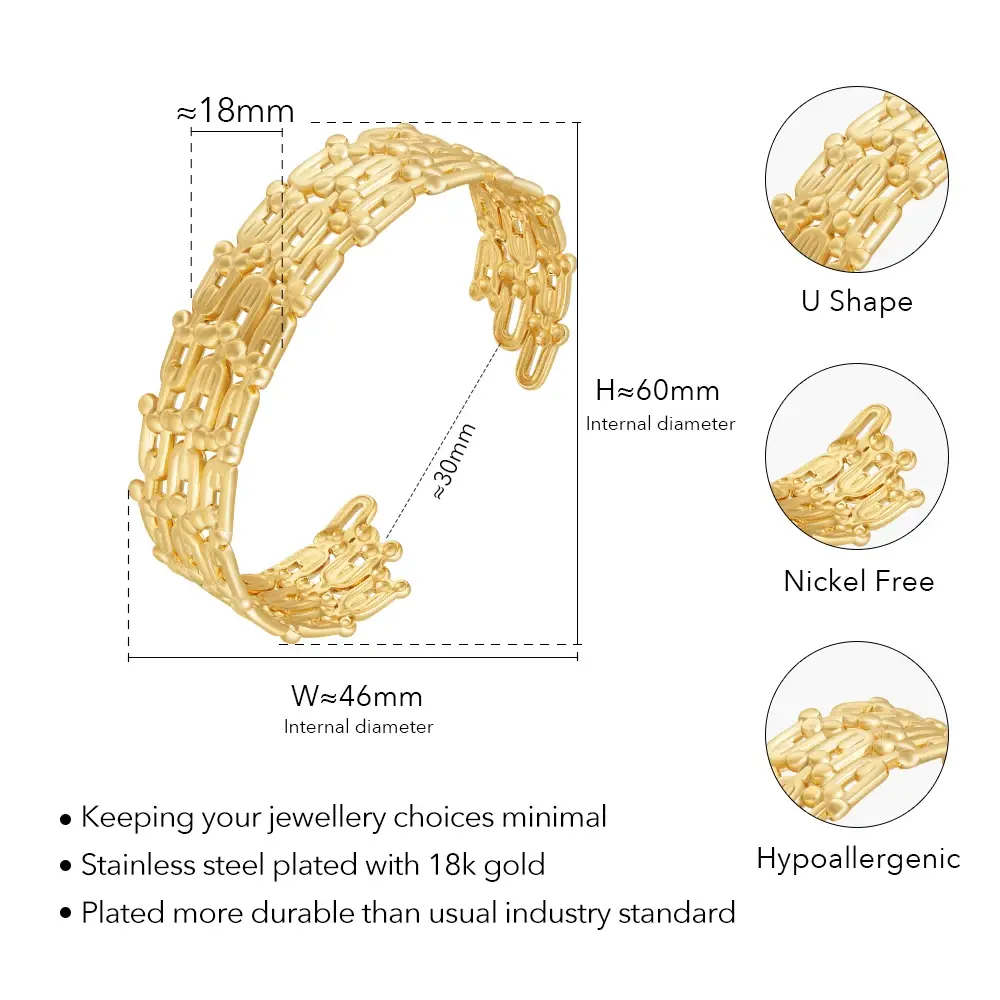 ≈18mm
H≈60mm
Internal diameter
≈30mm
W≈46mm
Internal diameter
U Shape
Nickel Free
Hypoallergenic
• Keeping your jewellery choices minimal
• Stainless steel plated with 18k gold
• Plated more durable than usual industry standard